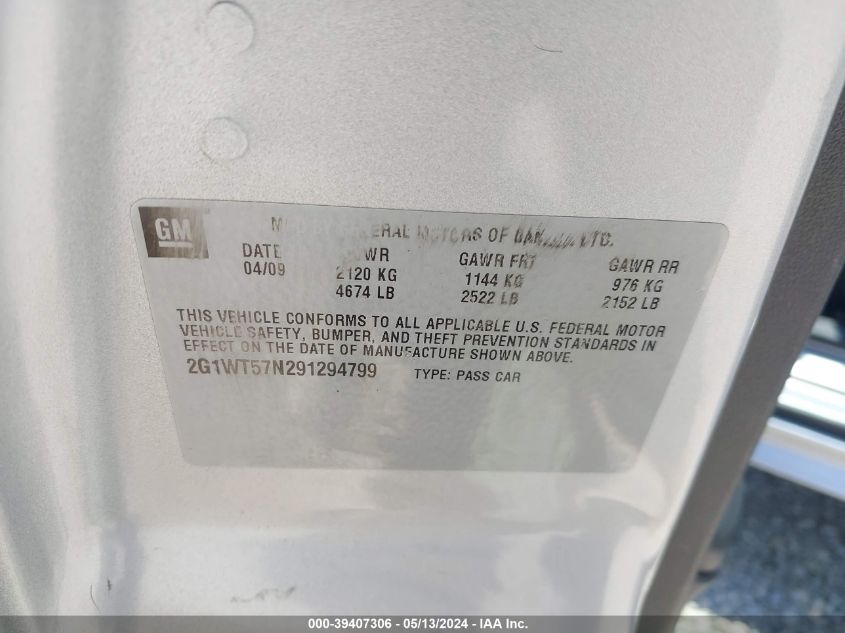 GM
MOTORS OF
DATE GAWR FRT GAWR RR
04/09 2120 KG 1144 KG 976 KG
4674 LB 2522 LB 2152 LB
THIS VEHICLE CONFORMS TO ALL APPLICABLE U.S. FEDERAL MOTOR
VEHICLE SAFETY, BUMPER, AND THEFT PREVENTION STANDARDS IN
EFFECT ON THE DATE OF MANUFACTURE SHOWN ABOVE.
2G1WT57N291294799 TYPE: PASS CAR
000-39407306 - 05/13/2024 - IAA Inc.